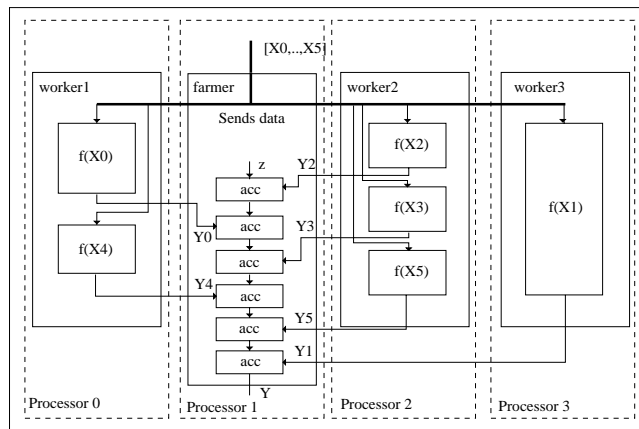 [X0,..,X5]
worker1
farmer
worker2
worker3
Sends data
f(X0)
f(X2)
f(X1)
z
Y2
acc
f(X3)
Y0
acc
Y3
f(X4)
acc
f(X5)
Y4
acc
Y5
acc
Y1
acc
Y
Processor 0
Processor 1
Processor 2
Processor 3